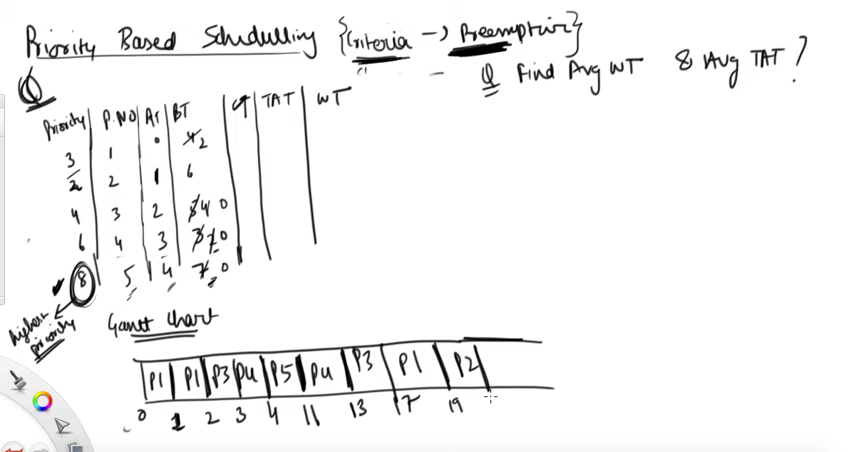 Priority Based Schedulling {Criteria → Preemptive}
Q Q Find Avg WT & Avg TAT ?
Priority P.NO Ar BT CT TAT WT
3 1 0 4 2
2 2 1 6
4 3 2 5 4 0
6 4 3 3 2 0
8 5 4 7 0
highest priority
Gantt Chart
P1 P1 P3 P4 P5 P4 P3 P1 P2
0 1 2 3 4 11 13 17 19